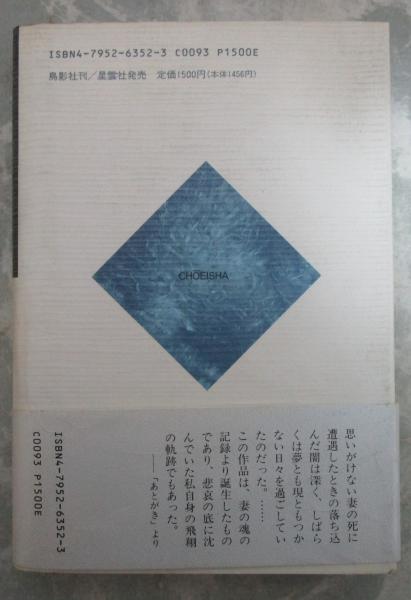 ISBN4-7952-6352-3 C0093 P1500E
鳥影社刊/星雲社発売 定価1500円(本体1456円)
CHOEISHA
思いがけない妻の死に
遭遇したときの落ち込
んだ闇は深く、しばら
くは夢とも現ともつか
ない日々を過ごしてい
たのだった。……
この作品は、妻の魂の
記録より誕生したもの
であり、悲哀の底に沈
んでいた私自身の飛翔
の軌跡でもあった。
——「あとがき」より
ISBN4-7952-6352-3
C0093 P1500E